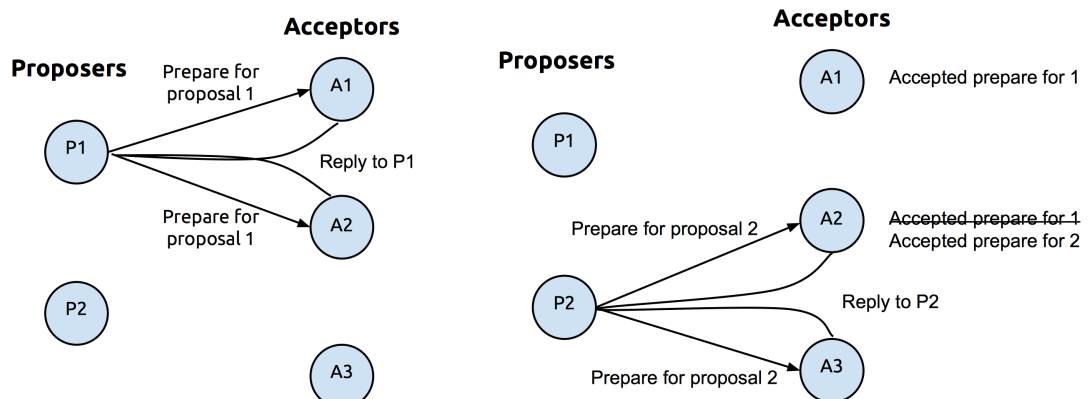 Acceptors
Proposers
Prepare for
proposal 1
A1
P1
Reply to P1
Prepare for
proposal 1
A2
P2
A3
Acceptors
Proposers
A1
Accepted prepare for 1
P1
Prepare for proposal 2
A2
Accepted prepare for 1
Accepted prepare for 2
P2
Reply to P2
Prepare for proposal 2
A3